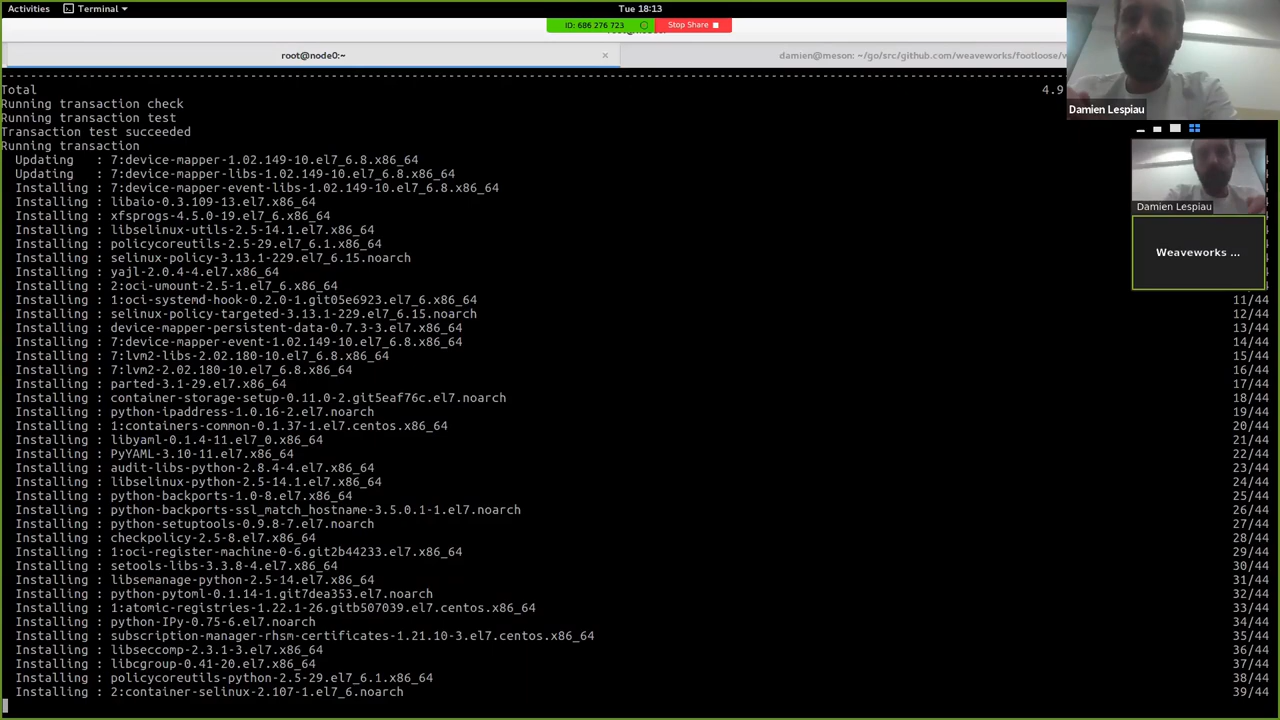 Activities
Terminal
Tue 18:13
ID: 686 276 723
Stop Share
root@node0:~
damien@meson: ~/go/src/github.com/weaveworks/footloose/
Damien Lespiau
Damien Lespiau
Weaveworks ...
--------------------------------------------------------------------------------
Total 4.9
Running transaction check
Running transaction test
Transaction test succeeded
Running transaction
Updating : 7:device-mapper-1.02.149-10.el7_6.8.x86_64
Updating : 7:device-mapper-libs-1.02.149-10.el7_6.8.x86_64
Installing : 7:device-mapper-event-libs-1.02.149-10.el7_6.8.x86_64
Installing : libaio-0.3.109-13.el7.x86_64
Installing : xfsprogs-4.5.0-19.el7_6.x86_64
Installing : libselinux-utils-2.5-14.1.el7.x86_64
Installing : policycoreutils-2.5-29.el7_6.1.x86_64
Installing : selinux-policy-3.13.1-229.el7_6.15.noarch
Installing : yajl-2.0.4-4.el7.x86_64
Installing : 2:oci-umount-2.5-1.el7_6.x86_64
Installing : 1:oci-systemd-hook-0.2.0-1.git05e6923.el7_6.x86_64 11/44
Installing : selinux-policy-targeted-3.13.1-229.el7_6.15.noarch 12/44
Installing : device-mapper-persistent-data-0.7.3-3.el7.x86_64 13/44
Installing : 7:device-mapper-event-1.02.149-10.el7_6.8.x86_64 14/44
Installing : 7:lvm2-libs-2.02.180-10.el7_6.8.x86_64 15/44
Installing : 7:lvm2-2.02.180-10.el7_6.8.x86_64 16/44
Installing : parted-3.1-29.el7.x86_64 17/44
Installing : container-storage-setup-0.11.0-2.git5eaf76c.el7.noarch 18/44
Installing : python-ipaddress-1.0.16-2.el7.noarch 19/44
Installing : 1:containers-common-0.1.37-1.el7.centos.x86_64 20/44
Installing : libyaml-0.1.4-11.el7_0.x86_64 21/44
Installing : PyYAML-3.10-11.el7.x86_64 22/44
Installing : audit-libs-python-2.8.4-4.el7.x86_64 23/44
Installing : libselinux-python-2.5-14.1.el7.x86_64 24/44
Installing : python-backports-1.0-8.el7.x86_64 25/44
Installing : python-backports-ssl_match_hostname-3.5.0.1-1.el7.noarch 26/44
Installing : python-setuptools-0.9.8-7.el7.noarch 27/44
Installing : checkpolicy-2.5-8.el7.x86_64 28/44
Installing : 1:oci-register-machine-0-6.git2b44233.el7.x86_64 29/44
Installing : setools-libs-3.3.8-4.el7.x86_64 30/44
Installing : libsemanage-python-2.5-14.el7.x86_64 31/44
Installing : python-pytoml-0.1.14-1.git7dea353.el7.noarch 32/44
Installing : 1:atomic-registries-1.22.1-26.gitb507039.el7.centos.x86_64 33/44
Installing : python-IPy-0.75-6.el7.noarch 34/44
Installing : subscription-manager-rhsm-certificates-1.21.10-3.el7.centos.x86_64 35/44
Installing : libseccomp-2.3.1-3.el7.x86_64 36/44
Installing : libcgroup-0.41-20.el7.x86_64 37/44
Installing : policycoreutils-python-2.5-29.el7_6.1.x86_64 38/44
Installing : 2:container-selinux-2.107-1.el7_6.noarch 39/44